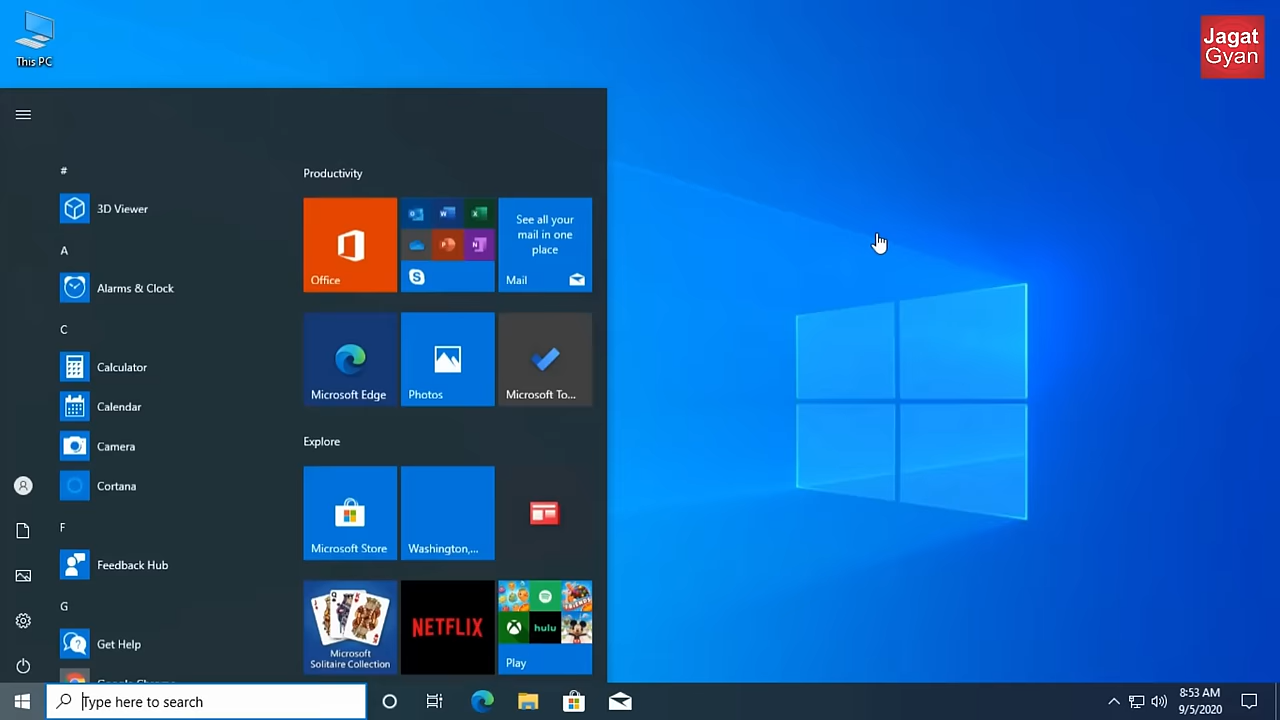 This PC
Jagat
Gyan
#
3D Viewer
A
Alarms & Clock
C
Calculator
Calendar
Camera
Cortana
F
Feedback Hub
G
Get Help
Productivity
Office
See all your
mail in one
place
Mail
Microsoft Edge
Photos
Microsoft To...
Explore
Microsoft Store
Washington,...
Microsoft
Solitaire Collection
NETFLIX
hulu
Play
Type here to search
8:53 AM
9/5/2020